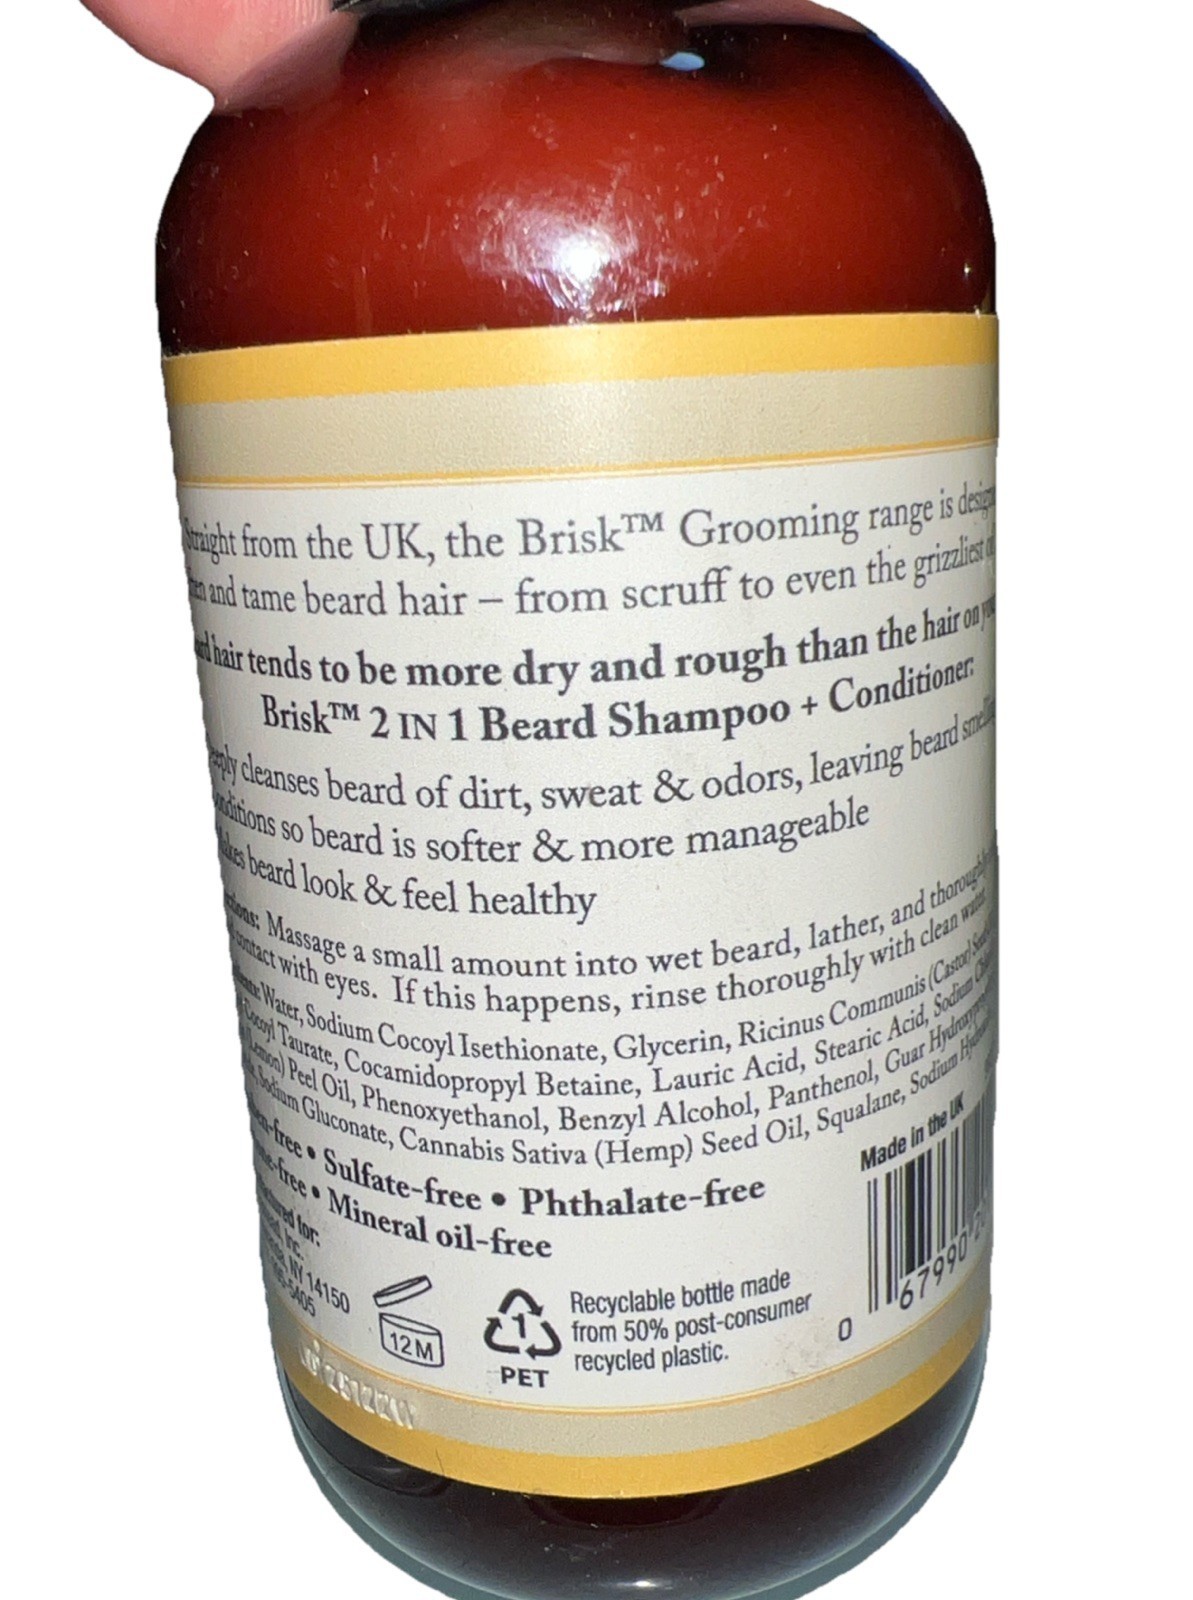 Straight from the UK, the Brisk™ Grooming range is
and tame beard hair – from scruff to even the grizzliest
hair tends to be more dry and rough than the hair on
Brisk™ 2 IN 1 Beard Shampoo + Conditioner:
cleanses beard of dirt, sweat & odors, leaving beard
so beard is softer & more manageable
beard look & feel healthy
Massage a small amount into wet beard, lather, and
contact with eyes. If this happens, rinse thoroughly with clean water.
Water, Sodium Cocoyl Isethionate, Glycerin, Ricinus Communis (Castor) Seed
Cocoyl Taurate, Cocamidopropyl Betaine, Lauric Acid, Stearic Acid, Sodium
(Lemon) Peel Oil, Phenoxyethanol, Benzyl Alcohol, Panthenol, Guar
Sodium Gluconate, Cannabis Sativa (Hemp) Seed Oil, Squalane, Sodium
• Sulfate-free • Phthalate-free
• Mineral oil-free
Made in the UK
for:
Inc.
NY 14150
5405
12M
1
PET
Recyclable bottle made
from 50% post-consumer
recycled plastic.
0
67990